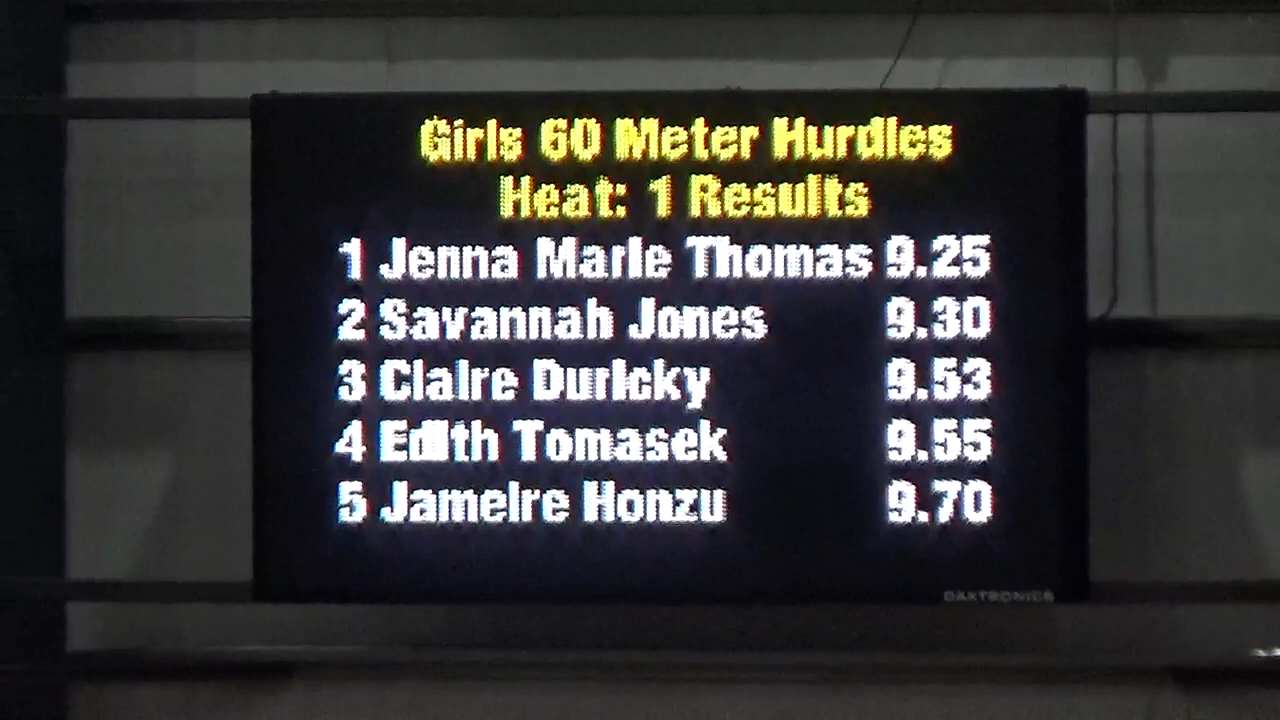 Girls 60 Meter Hurdles
Heat: 1 Results
1 Jenna Marie Thomas 9.25
2 Savannah Jones 9.30
3 Claire Duricky 9.53
4 Edith Tomasek 9.55
5 Jameire Honzu 9.70
DAKTRONICS